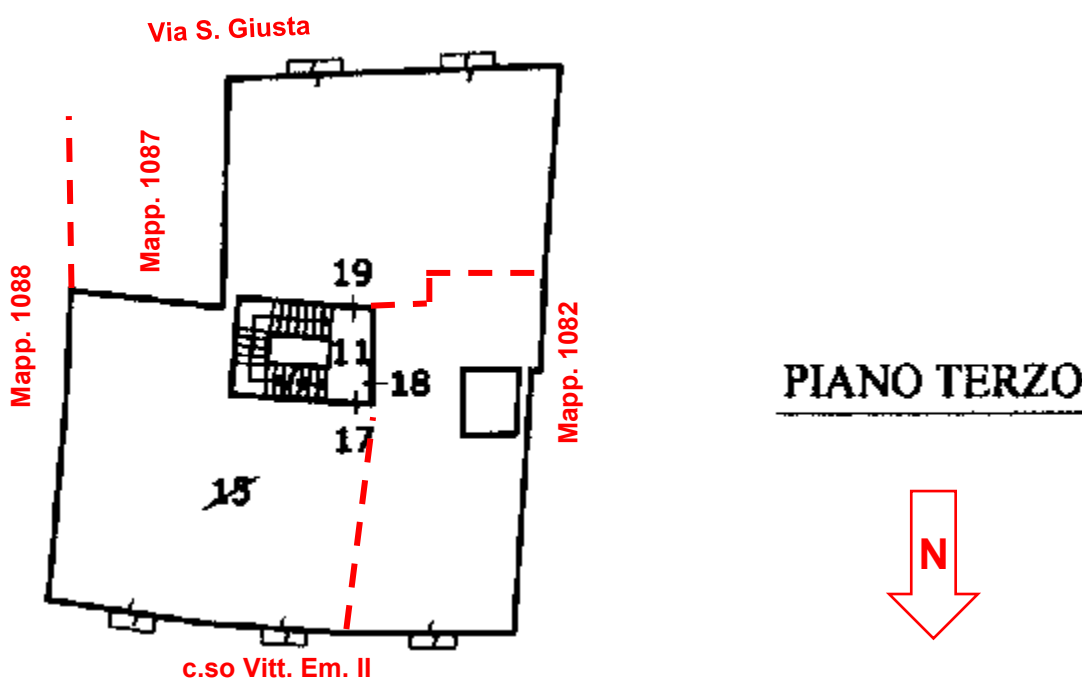 Via S. Giusta
Mapp. 1087
Mapp. 1088
19
11
18
17
Mapp. 1082
15
PIANO TERZO
N
c.so Vitt. Em. II